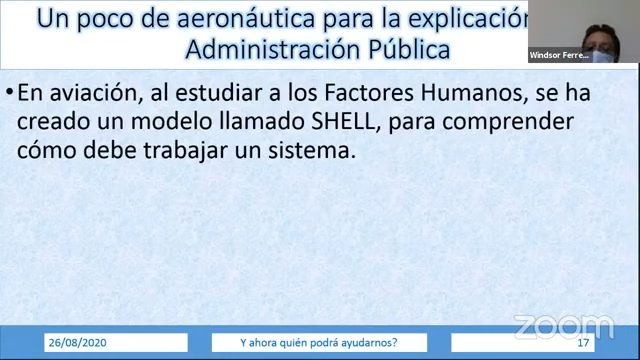 Un poco de aeronáutica para la explicación
Administración Pública
Windsor Ferre...
•En aviación, al estudiar a los Factores Humanos, se ha
creado un modelo llamado SHELL, para comprender
cómo debe trabajar un sistema.
zoom
26/08/2020
Y ahora quién podrá ayudarnos?
17